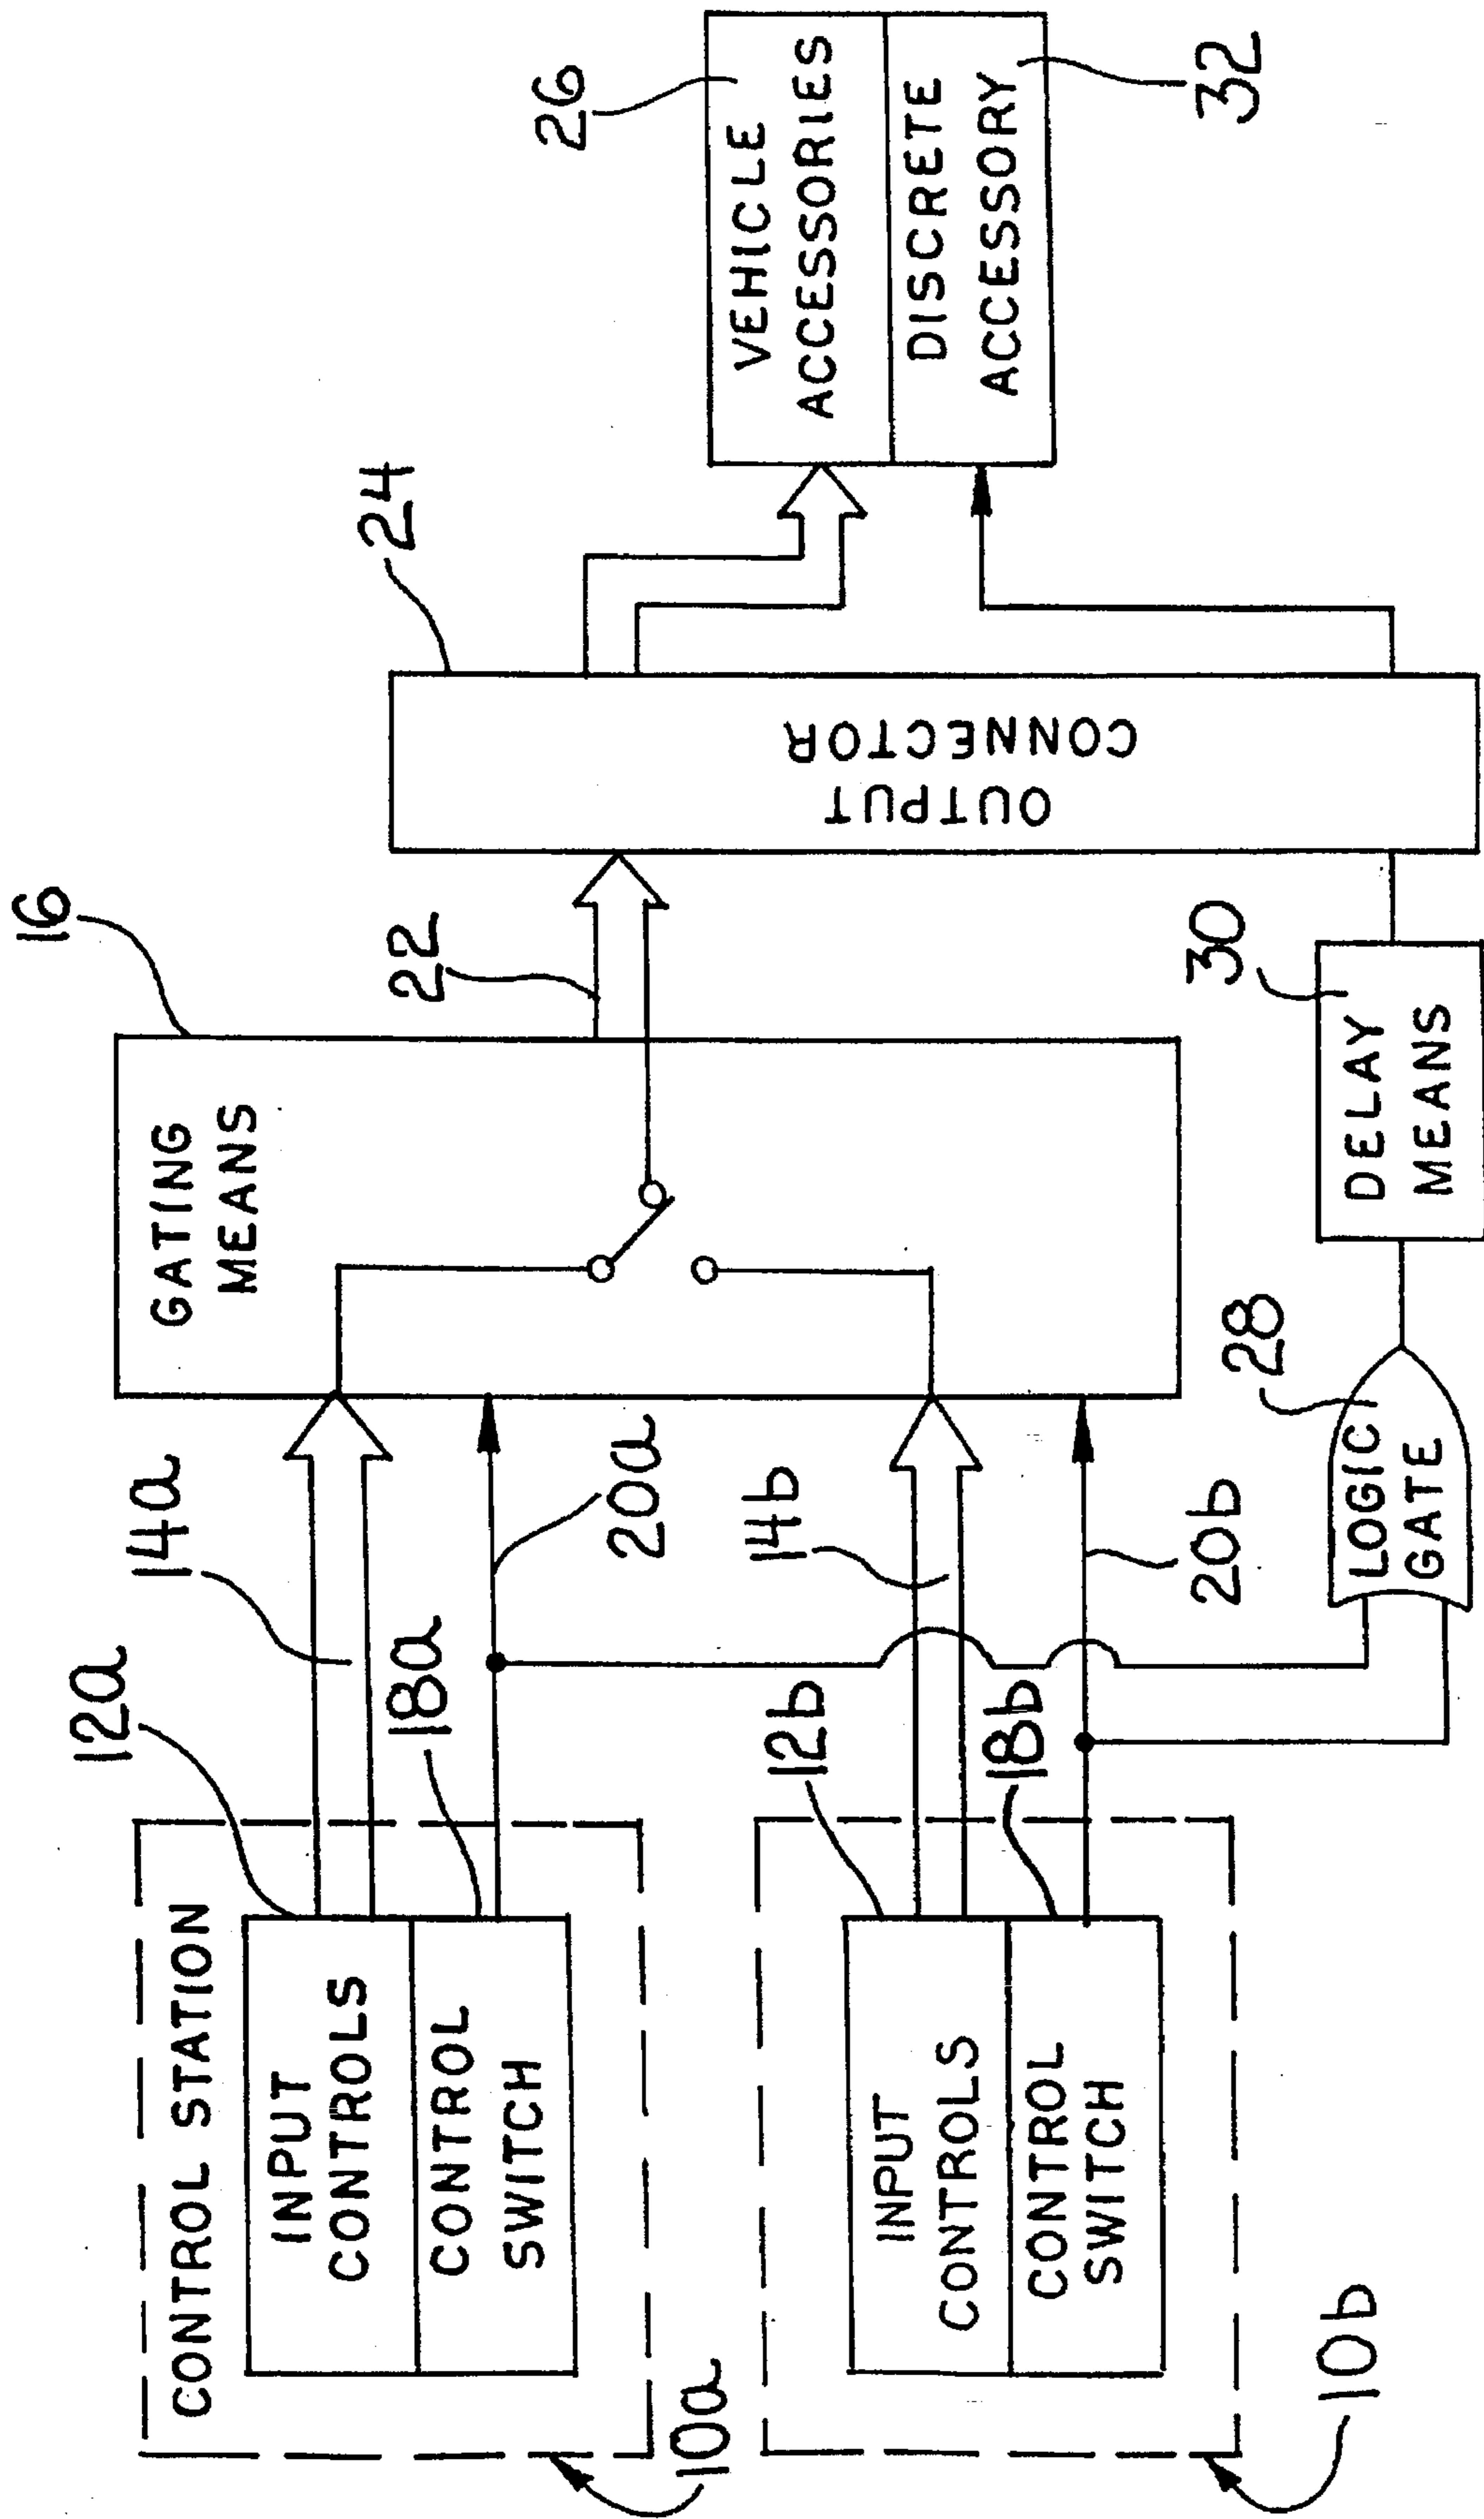 CONTROL STATION
INPUT
CONTROLS
CONTROL
SWITCH
10a
12a
18a
14a
20a
INPUT
CONTROLS
CONTROL
SWITCH
10b
12b
18b
14b
20b
GATING
MEANS
16
22
LOGIC
GATE
28
DELAY
MEANS
30
OUTPUT
CONNECTOR
24
VEHICLE
ACCESSORIES
26
DISCRETE
ACCESSORY
32